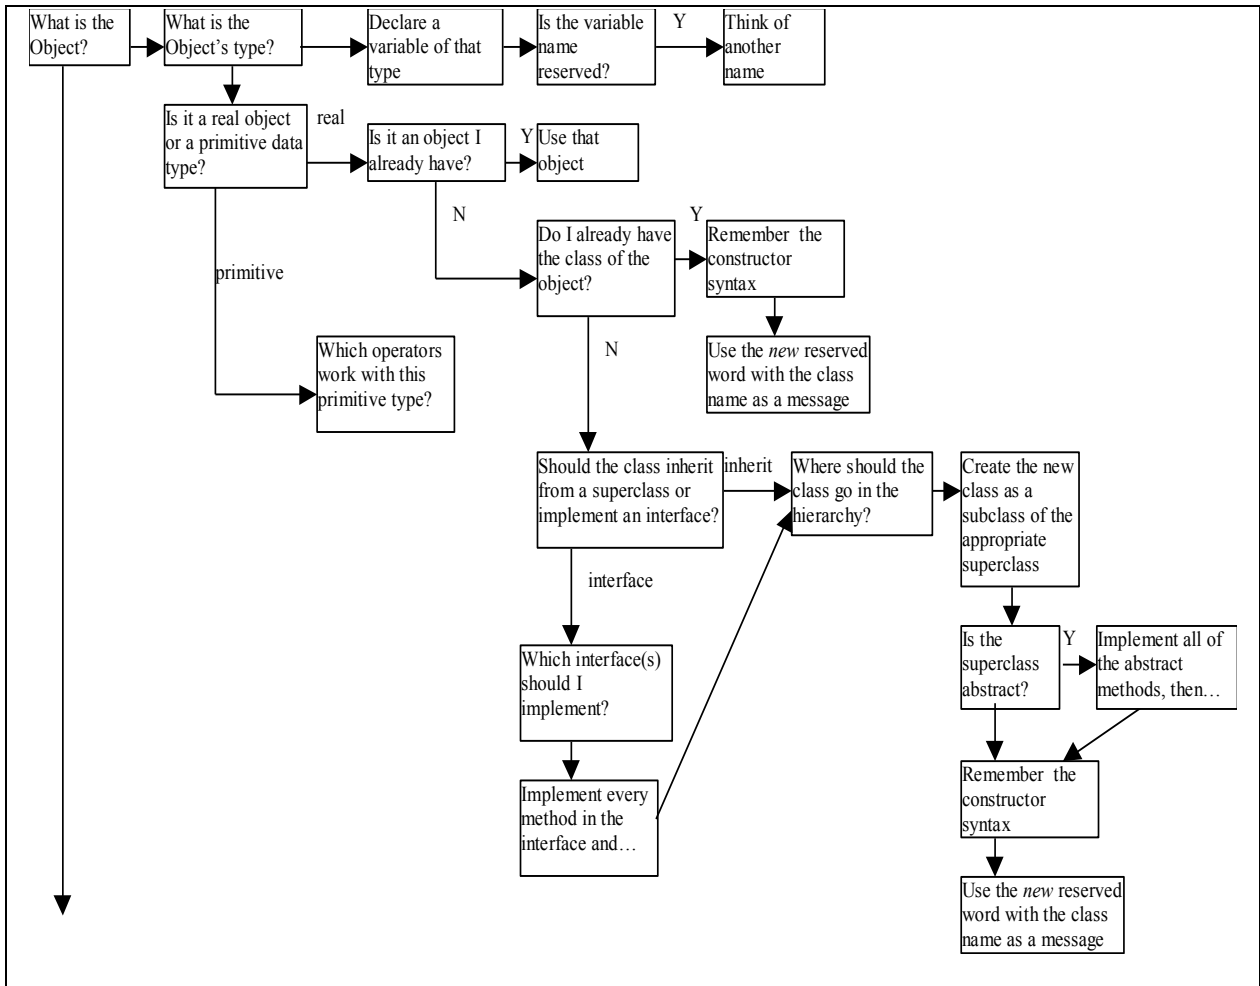 What is the
Object?
What is the
Object's type?
Declare a
variable of that
type
Is the variable
name
reserved?
Y
Think of
another
name
Is it a real object
or a primitive data
type?
real
Is it an object I
already have?
Y
Use that
object
N
primitive
Do I already have
the class of the
object?
Y
Remember the
constructor
syntax
N
Use the new reserved
word with the class
name as a message
Which operators
work with this
primitive type?
Should the class inherit
from a superclass or
implement an interface?
inherit
Where should the
class go in the
hierarchy?
Create the new
class as a
subclass of the
appropriate
superclass
interface
Which interface(s)
should I
implement?
Is the
superclass
abstract?
Y
Implement all of
the abstract
methods, then…
Implement every
method in the
interface and…
Remember the
constructor
syntax
Use the new reserved
word with the class
name as a message